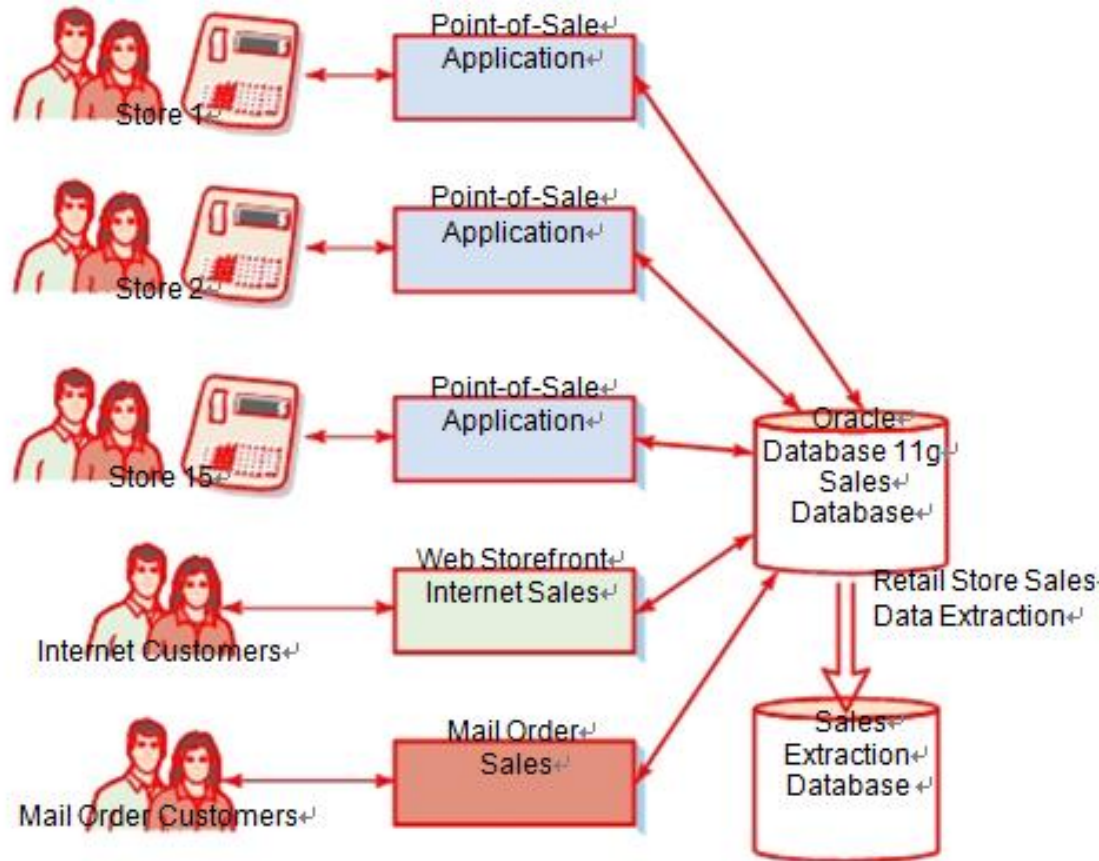 Point-of-Sale
Application
Store 1
Point-of-Sale
Application
Store 2
Point-of-Sale
Application
Store 15
Oracle
Database 11g
Sales
Database
Web Storefront
Internet Sales
Internet Customers
Retail Store Sales
Data Extraction
Mail Order
Sales
Mail Order Customers
Sales
Extraction
Database